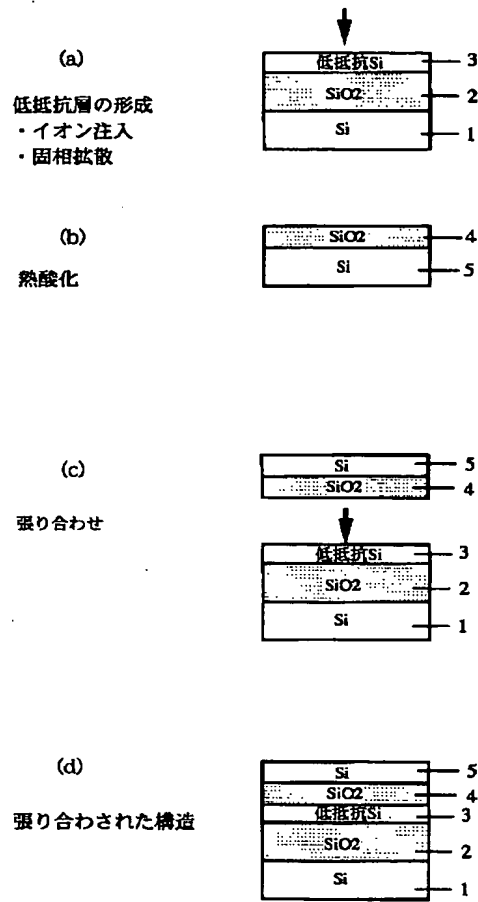 (a)
低抵抗層の形成
・イオン注入
・固相拡散
低抵抗Si
3
SiO2
2
Si
1
(b)
熱酸化
SiO2
4
Si
5
(c)
張り合わせ
Si
5
SiO2
4
低抵抗Si
3
SiO2
2
Si
1
(d)
張り合わされた構造
Si
5
SiO2
4
低抵抗Si
3
SiO2
2
Si
1